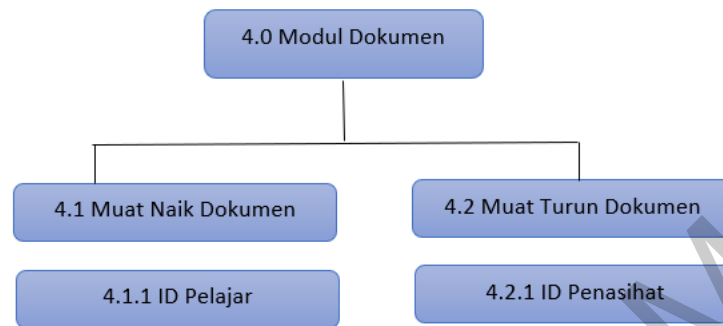 4.0 Modul Dokumen
4.1 Muat Naik Dokumen
4.2 Muat Turun Dokumen
4.1.1 ID Pelajar
4.2.1 ID Penasihat